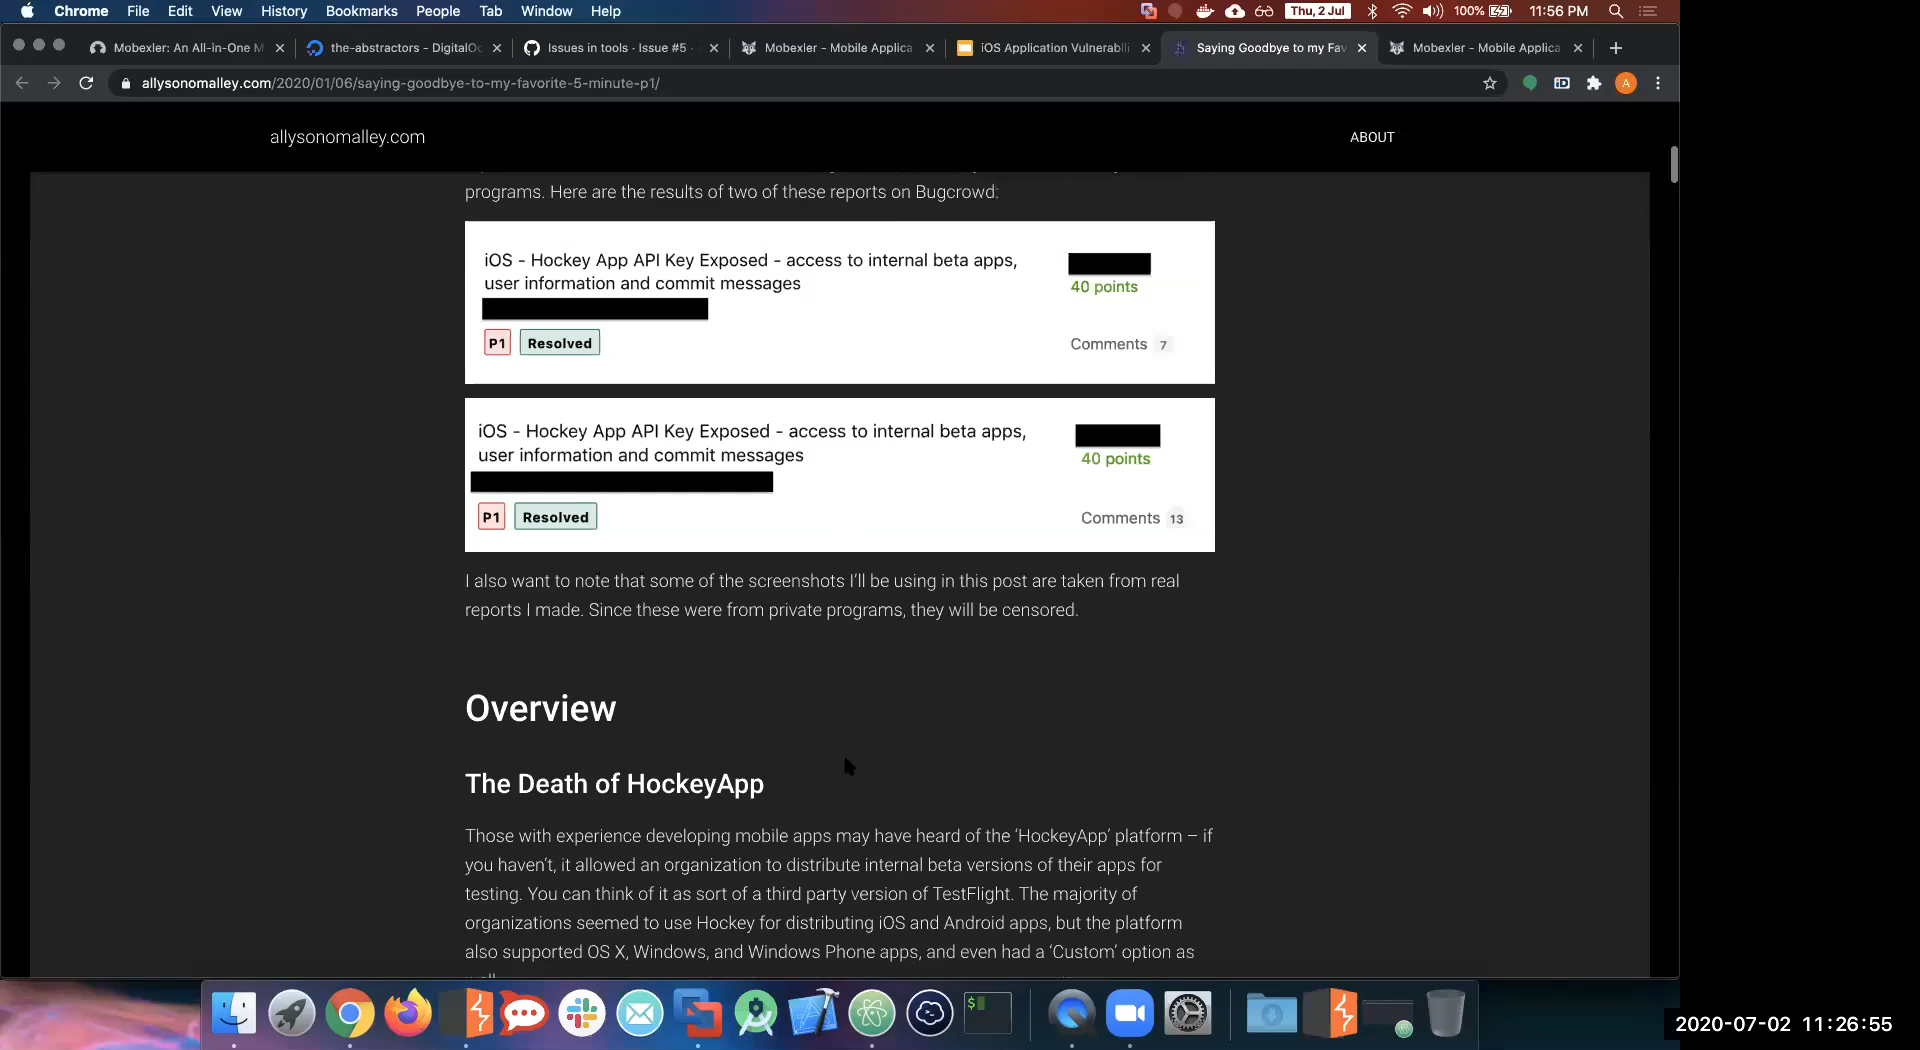 Chrome File Edit View History Bookmarks People Tab Window Help Thu, 2 Jul 100% 11:56 PM
Mobexler: An All-in-One M the-abstractors - DigitalOc Issues in tools · Issue #5 · Mobexler - Mobile Applica iOS Application Vulnerabili Saying Goodbye to my Fav Mobexler - Mobile Applica
allysonomalley.com/2020/01/06/saying-goodbye-to-my-favorite-5-minute-p1/ A
allysonomalley.com ABOUT
programs. Here are the results of two of these reports on Bugcrowd:
iOS - Hockey App API Key Exposed - access to internal beta apps,
user information and commit messages
40 points
P1 Resolved
Comments 7
iOS - Hockey App API Key Exposed - access to internal beta apps,
user information and commit messages
40 points
P1 Resolved
Comments 13
I also want to note that some of the screenshots I'll be using in this post are taken from real
reports I made. Since these were from private programs, they will be censored.
Overview
The Death of HockeyApp
Those with experience developing mobile apps may have heard of the ‘HockeyApp’ platform – if
you haven't, it allowed an organization to distribute internal beta versions of their apps for
testing. You can think of it as sort of a third party version of TestFlight. The majority of
organizations seemed to use Hockey for distributing iOS and Android apps, but the platform
also supported OS X, Windows, and Windows Phone apps, and even had a ‘Custom’ option as
$
2020-07-02 11:26:55